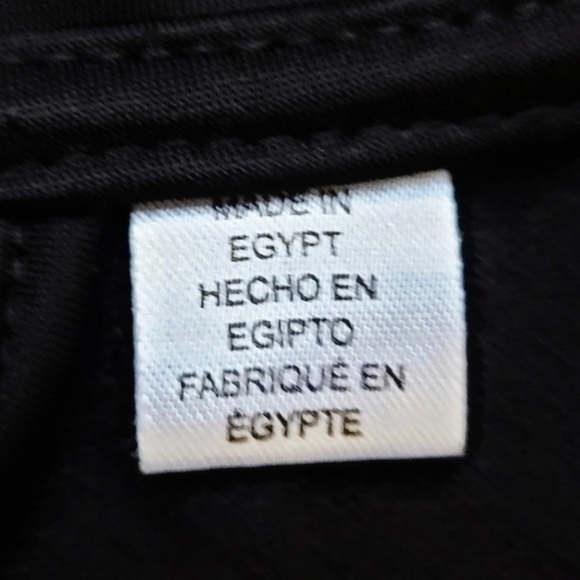 MADE IN
EGYPT
HECHO EN
EGIPTO
FABRIQUÉ EN
ÉGYPTE